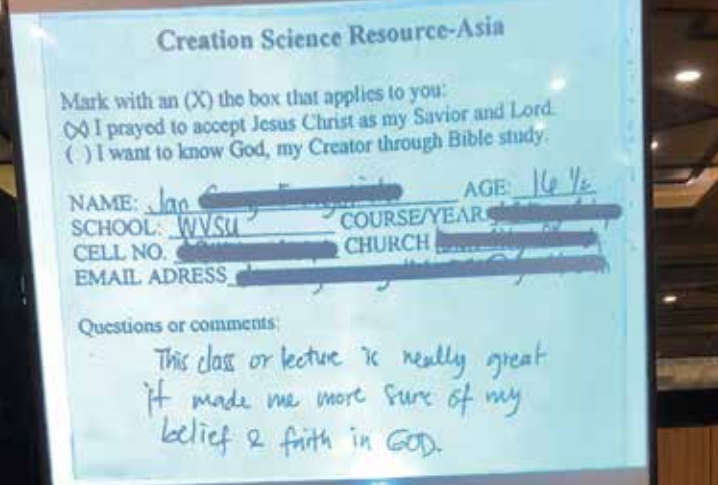 Creation Science Resource-Asia
Mark with an (X) the box that applies to you:
(X) I prayed to accept Jesus Christ as my Savior and Lord.
( ) I want to know God, my Creator through Bible study.
NAME: Jan AGE: 16 ½
SCHOOL: WVSU COURSE/YEAR
CELL NO. CHURCH
EMAIL ADRESS
Questions or comments:
This class or lecture is really great
it made me more sure of my
belief & faith in GOD.